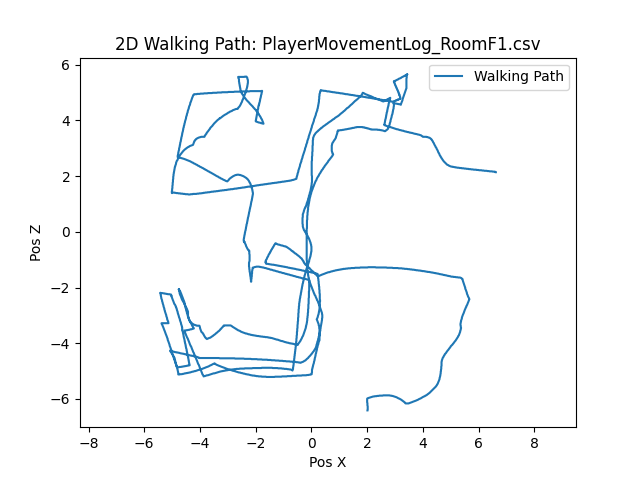 2D Walking Path: PlayerMovementLog_RoomF1.csv
Walking Path
Pos Z
6
4
2
0
−2
−4
−6
−8 −6 −4 −2 0 2 4 6 8
Pos X